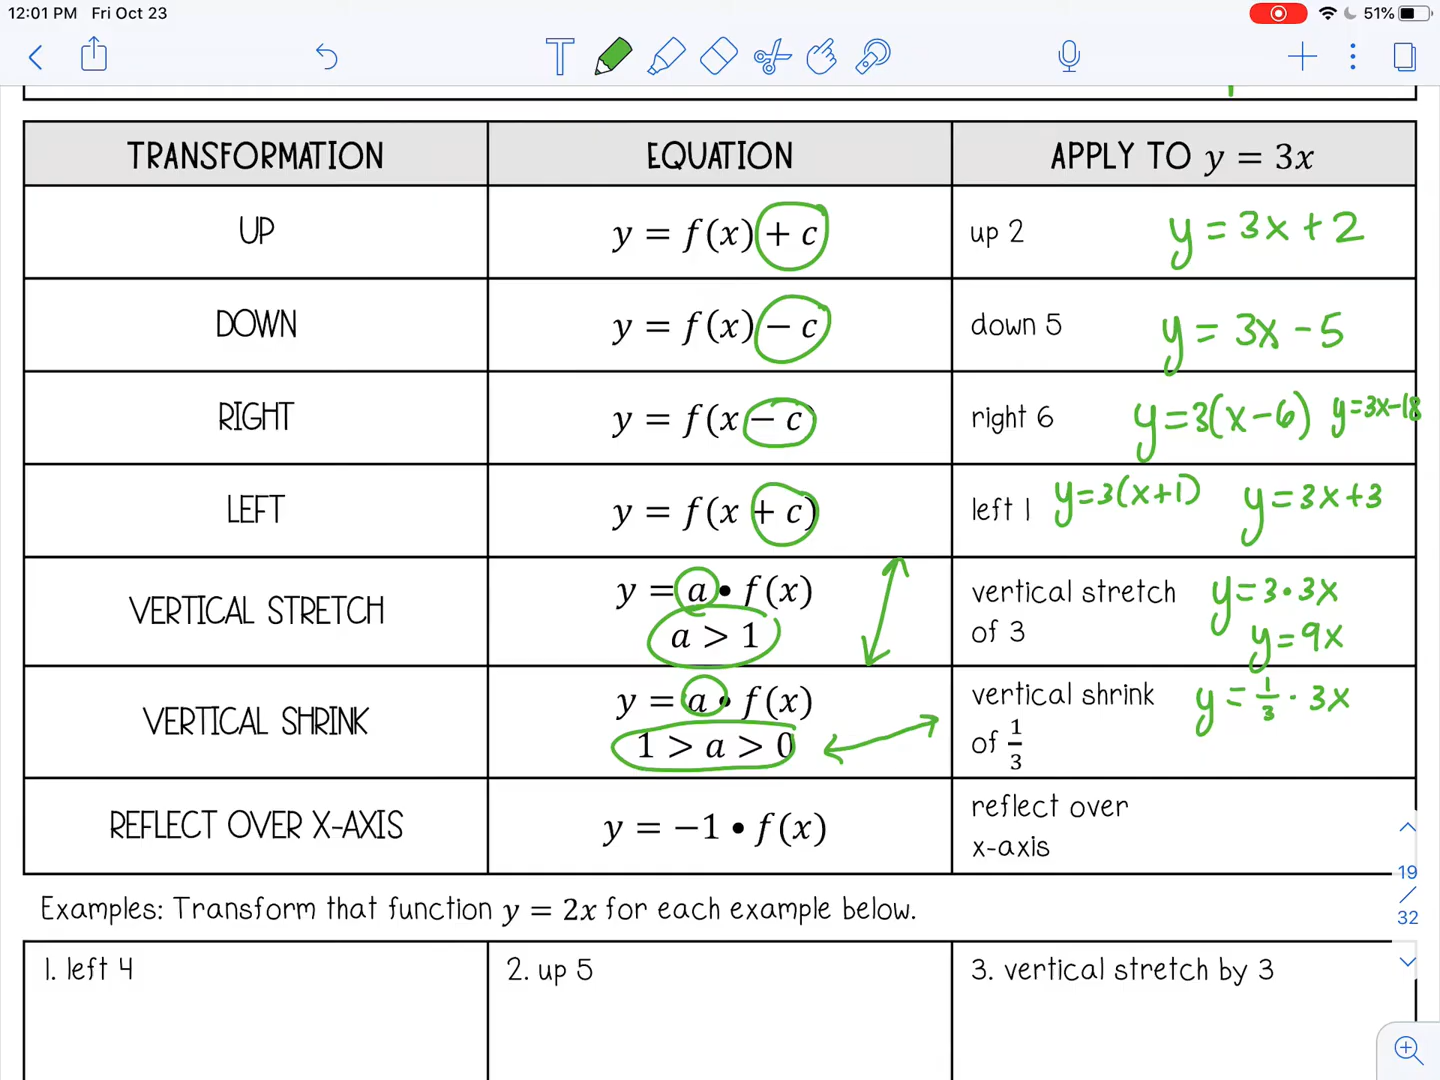 12:01 PM Fri Oct 23
51%
TRANSFORMATION EQUATION APPLY TO y = 3x
UP y = f(x) + c up 2 y = 3x + 2
DOWN y = f(x) − c down 5 y = 3x − 5
RIGHT y = f(x − c) right 6 y = 3(x − 6) y = 3x − 18
LEFT y = f(x + c) left 1 y = 3(x + 1) y = 3x + 3
VERTICAL STRETCH y = a • f(x) vertical stretch y = 3 • 3x
a > 1 of 3 y = 9x
VERTICAL SHRINK y = a • f(x) vertical shrink y = 1/3 · 3x
1 > a > 0 of 1/3
REFLECT OVER X-AXIS y = −1 • f(x) reflect over
x-axis
19
/
32
Examples: Transform that function y = 2x for each example below.
1. left 4 2. up 5 3. vertical stretch by 3